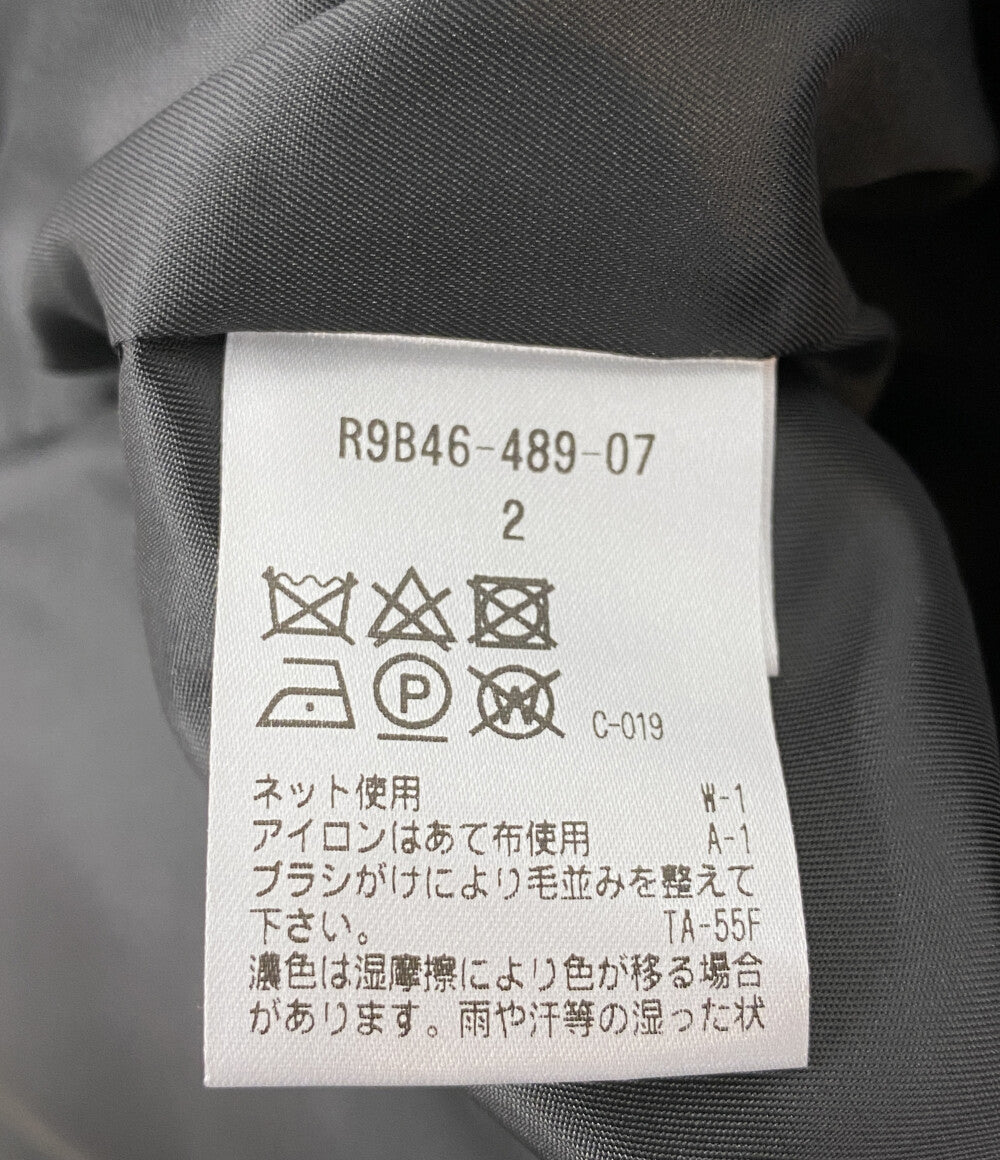 R9B46-489-07
2
P W C-019
ネット使用 W-1
アイロンはあて布使用 A-1
ブラシがけにより毛並みを整えて
下さい。 TA-55F
濃色は湿摩擦により色が移る場合
があります。雨や汗等の湿った状